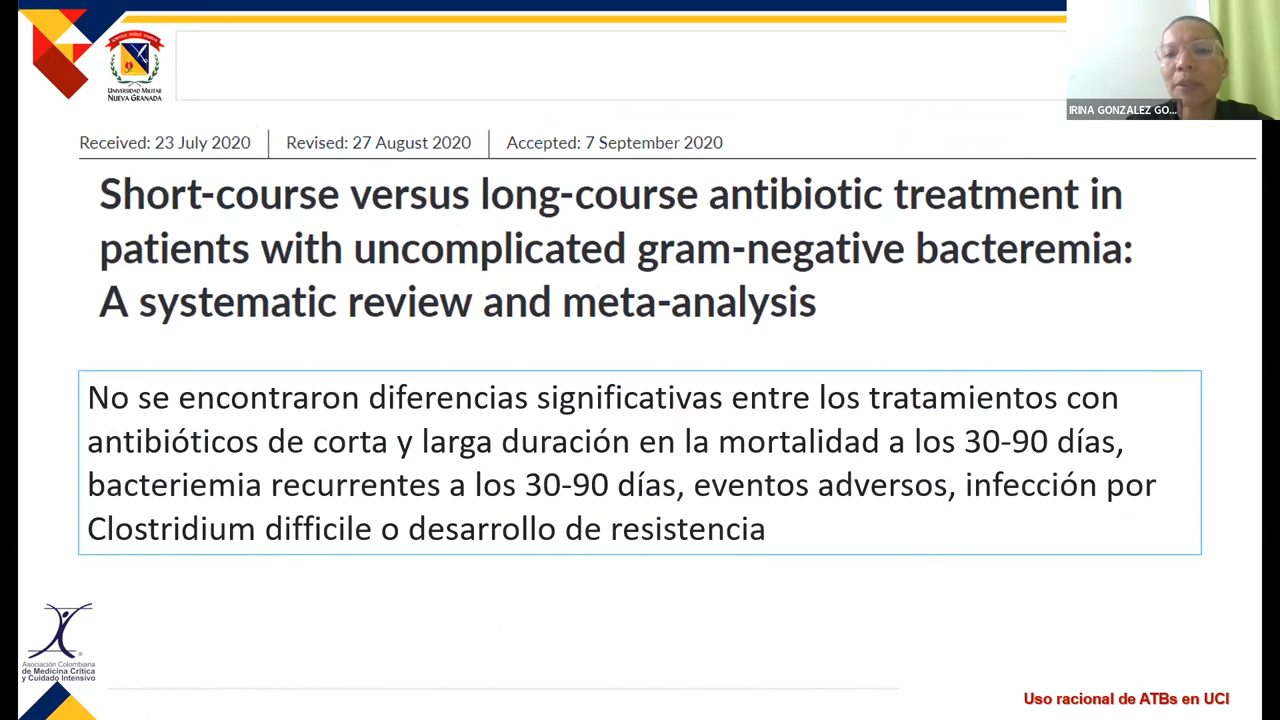 UNIVERSIDAD MILITAR
NUEVA GRANADA
IRINA GONZALEZ GO...
Received: 23 July 2020
Revised: 27 August 2020
Accepted: 7 September 2020
Short-course versus long-course antibiotic treatment in
patients with uncomplicated gram-negative bacteremia:
A systematic review and meta-analysis
No se encontraron diferencias significativas entre los tratamientos con
antibióticos de corta y larga duración en la mortalidad a los 30-90 días,
bacteriemia recurrentes a los 30-90 días, eventos adversos, infección por
Clostridium difficile o desarrollo de resistencia
Asociación Colombiana
de Medicina Crítica
y Cuidado Intensivo
Uso racional de ATBs en UCI